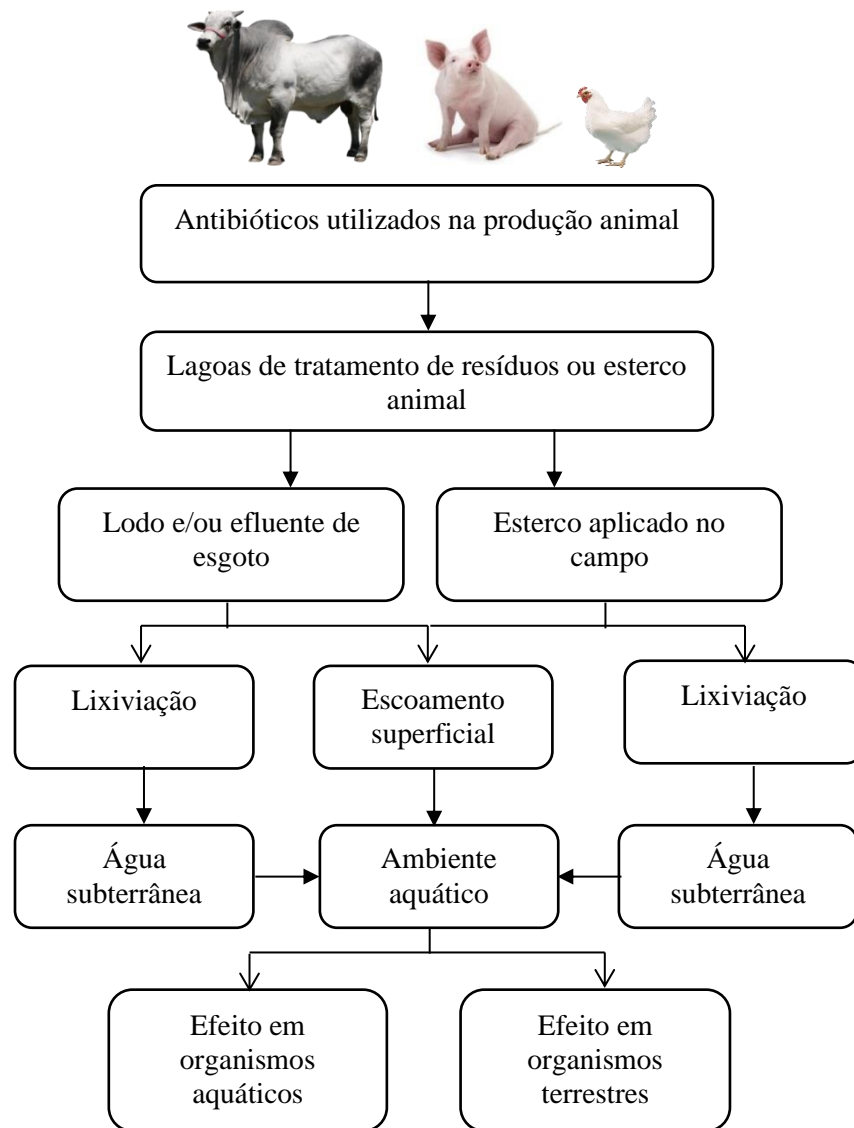 Antibióticos utilizados na produção animal
Lagoas de tratamento de resíduos ou esterco
animal
Lodo e/ou efluente de
esgoto
Esterco aplicado no
campo
Lixiviação
Escoamento
superficial
Lixiviação
Água
subterrânea
Ambiente
aquático
Água
subterrânea
Efeito em
organismos
aquáticos
Efeito em
organismos
terrestres